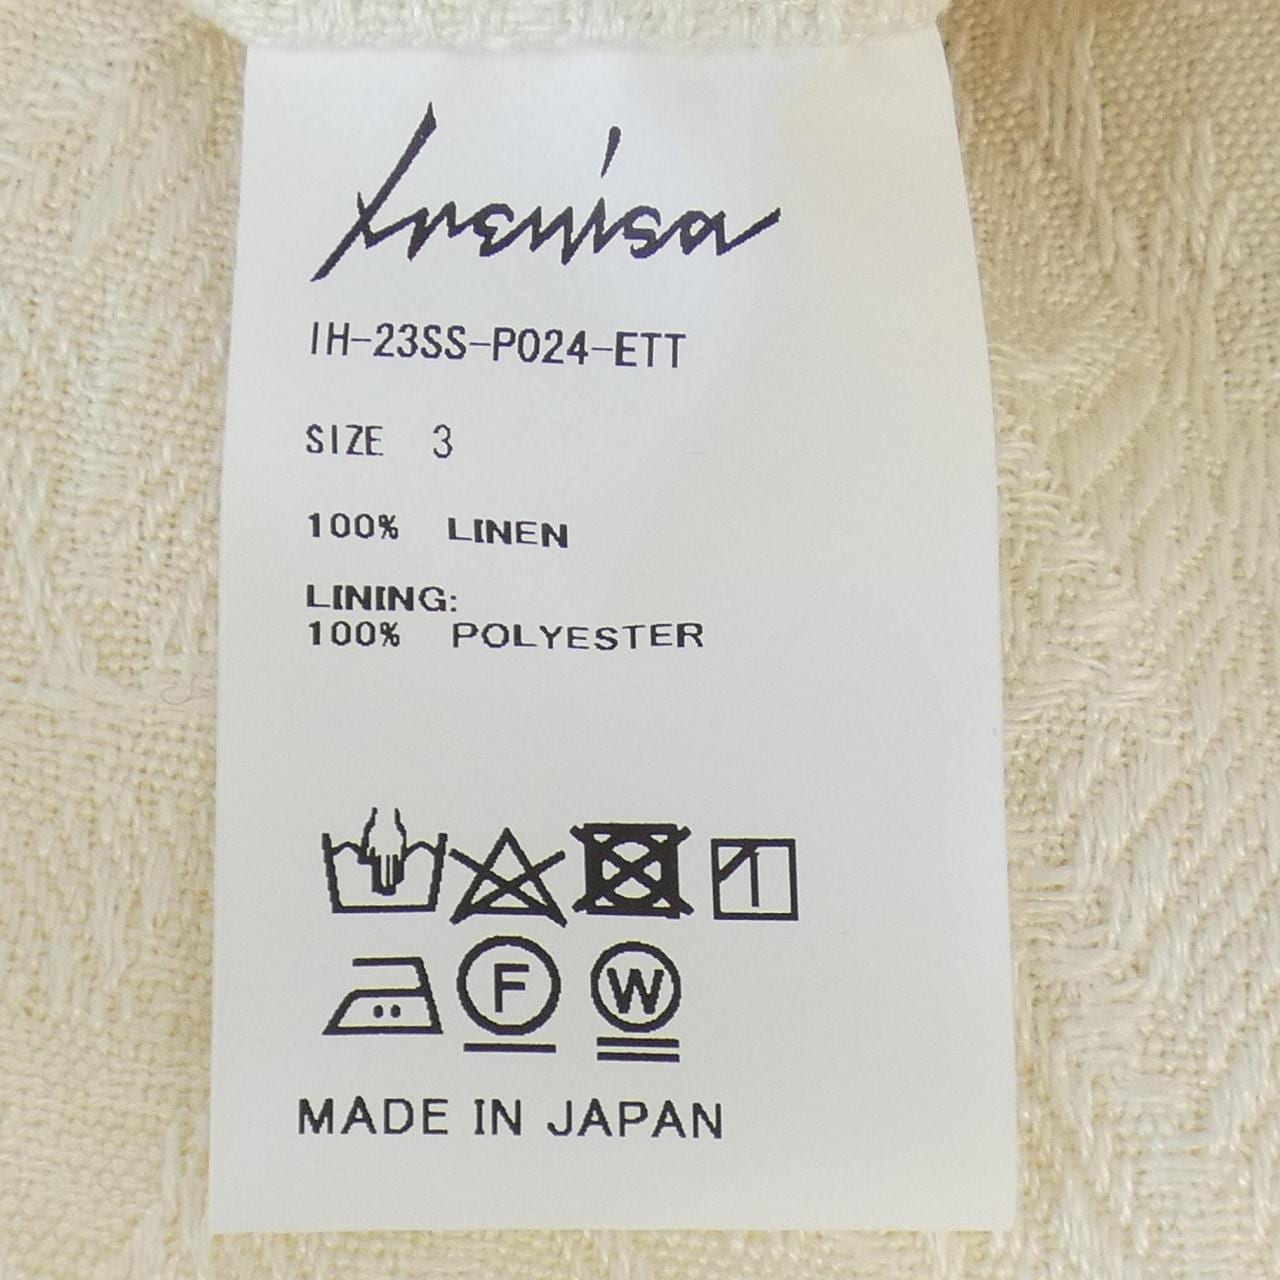 Irenisa
IH-23SS-P024-ETT
SIZE 3
100% LINEN
LINING:
100% POLYESTER
F W
MADE IN JAPAN